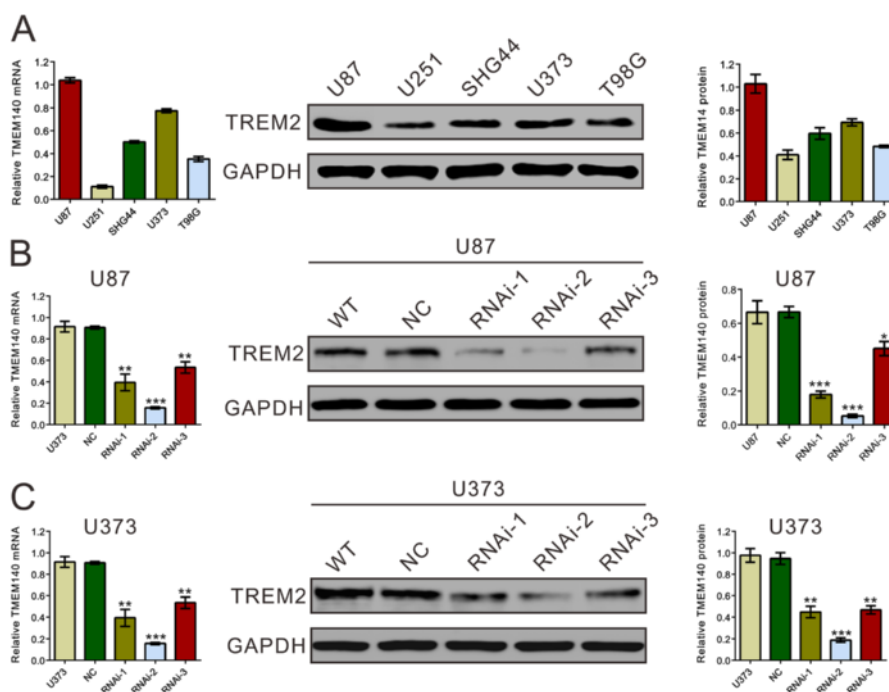 A
Relative TMEM140 mRNA
1.2
1.0
0.8
0.6
0.4
0.2
0.0
U87
U251
SHG44
U373
T98G
U87
U251
SHG44
U373
T98G
TREM2
GAPDH
Relative TMEM14 protein
1.2
1.0
0.8
0.6
0.4
0.2
0.0
U87
U251
SHG44
U373
T98G
B
U87
Relative TMEM140 mRNA
1.2
1.0
0.8
0.6
0.4
0.2
0.0
**
***
**
U373
NC
RNAi-1
RNAi-2
RNAi-3
U87
WT
NC
RNAi-1
RNAi-2
RNAi-3
TREM2
GAPDH
U87
Relative TMEM140 protein
0.8
0.6
0.4
0.2
0.0
***
***
*
U87
NC
RNAi-1
RNAi-2
RNAi-3
C
U373
Relative TMEM140 mRNA
1.2
1.0
0.8
0.6
0.4
0.2
0.0
**
***
**
U373
NC
RNAi-1
RNAi-2
RNAi-3
U373
WT
NC
RNAi-1
RNAi-2
RNAi-3
TREM2
GAPDH
U373
Relative TMEM140 protein
1.2
1.0
0.8
0.6
0.4
0.2
0.0
**
***
**
U373
NC
RNAi-1
RNAi-2
RNAi-3